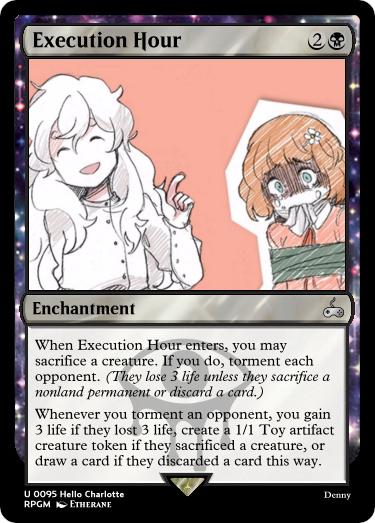 Execution Hour 2
Enchantment
When Execution Hour enters, you may
sacrifice a creature. If you do, torment each
opponent. (They lose 3 life unless they sacrifice a
nonland permanent or discard a card.)
Whenever you torment an opponent, you gain
3 life if they lost 3 life, create a 1/1 Toy artifact
creature token if they sacrificed a creature, or
draw a card if they discarded a card this way.
U 0095 Hello Charlotte
RPGM ETHERANE
Denny